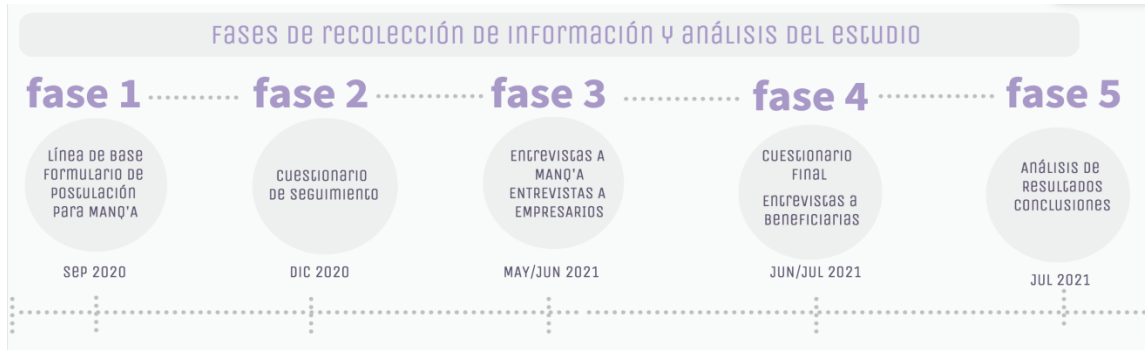 Fases de recolección de información y análisis del estudio
fase 1
Línea de Base
Formulario de
Postulación
Para MANQ'A
SEP 2020
fase 2
Cuestionario
de seguimiento
DIC 2020
fase 3
Entrevistas a
MANQ'A
ENTREVISTAS A
EMPRESARIOS
MAY/JUN 2021
fase 4
CUESTIONARIO
FINAL
Entrevistas a
Beneficiarias
JUN/JUL 2021
fase 5
Análisis de
Resultados
Conclusiones
JUL 2021